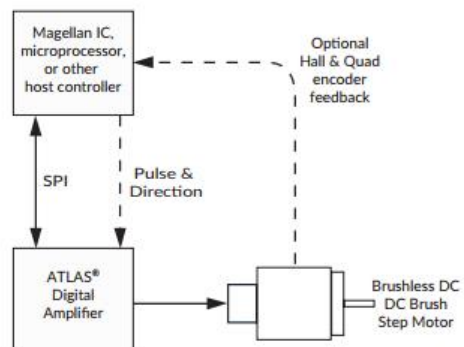 Magellan IC,
microprocessor,
or other
host controller
Optional
Hall & Quad
encoder
feedback
SPI
Pulse &
Direction
ATLAS®
Digital
Amplifier
Brushless DC
DC Brush
Step Motor